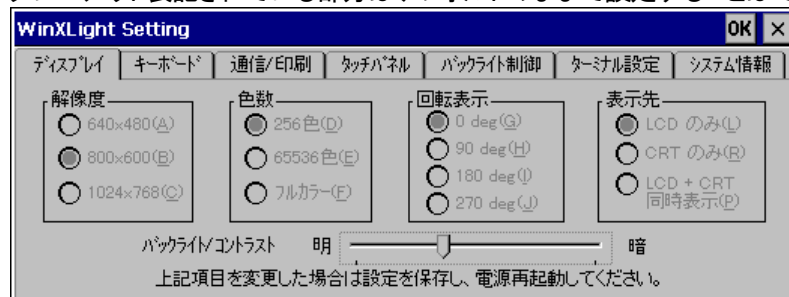 WinXLight Setting OK ×
ディスプレイ キーボード 通信/印刷 タッチパネル バックライト制御 ターミナル設定 システム情報
解像度 色数 回転表示 表示先
640×480(A) 256色(D) 0 deg(G) LCD のみ(L)
800×600(B) 65536色(E) 90 deg(H) CRT のみ(R)
1024×768(C) フルカラー(F) 180 deg(I) LCD + CRT
270 deg(J) 同時表示(P)
バックライト/コントラスト 明 暗
上記項目を変更した場合は設定を保存し、電源再起動してください。